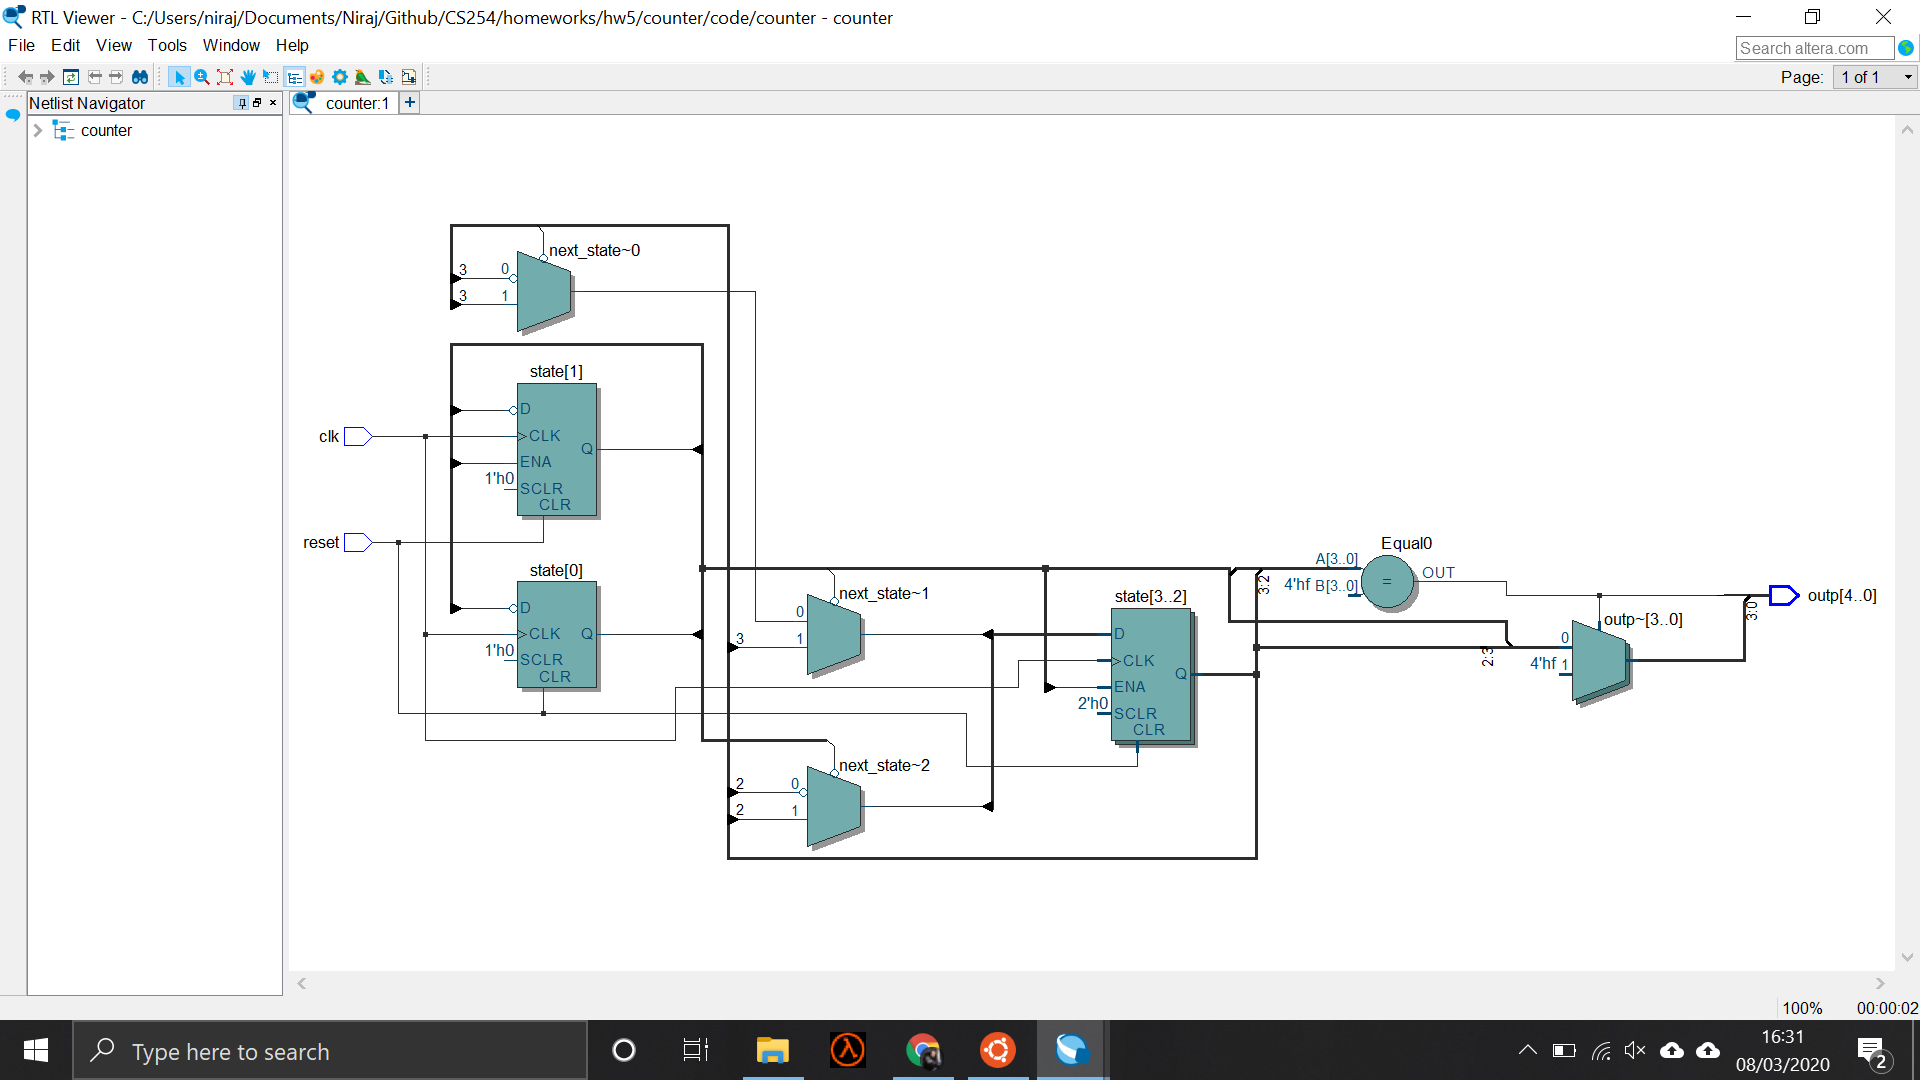 RTL Viewer - C:/Users/niraj/Documents/Niraj/Github/CS254/homeworks/hw5/counter/code/counter - counter
File Edit View Tools Window Help
Search altera.com
Page: 1 of 1
Netlist Navigator
counter:1 +
counter
next_state~0
3 0
3 1
state[1]
D
clk
CLK
Q
ENA
1'h0
SCLR
CLR
reset
state[0]
D
CLK Q
1'h0
SCLR
CLR
next_state~1
0
3 1
next_state~2
2 0
2 1
state[3..2]
D
CLK
Q
ENA
2'h0
SCLR
CLR
Equal0
A[3..0]
4'hf B[3..0]
=
OUT
3:2
2:3
outp~[3..0]
0
4'hf 1
3:0
outp[4..0]
100% 00:00:02
Type here to search
16:31
08/03/2020
2